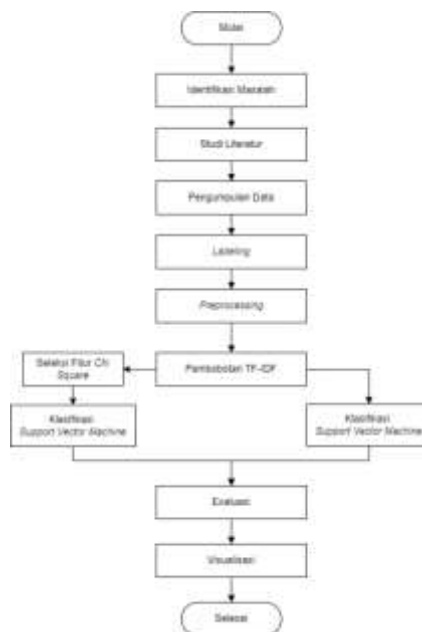 Mulai
Identifikasi Masalah
Studi Literatur
Pengumpulan Data
Labeling
Preprocessing
Pembobotan TF-IDF
Seleksi Fitur Chi
Square
Klasifikasi
Support Vector Machine
Klasifikasi
Support Vector Machine
Evaluasi
Visualisasi
Selesai